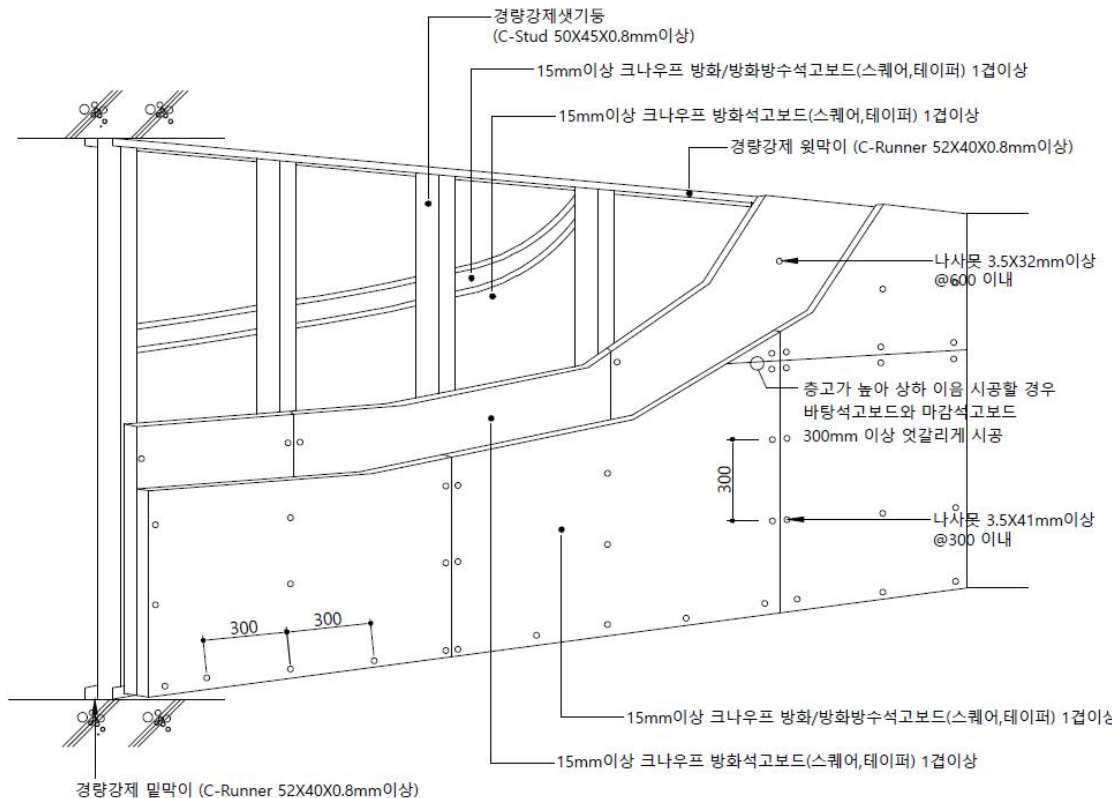 경량강제샛기둥
(C-Stud 50X45X0.8mm이상)
15mm이상 크나우프 방화/방화방수석고보드(스퀘어,테이퍼) 1겹이상
15mm이상 크나우프 방화석고보드(스퀘어,테이퍼) 1겹이상
경량강제 윗막이 (C-Runner 52X40X0.8mm이상)
나사못 3.5X32mm이상
@600 이내
층고가 높아 상하 이음 시공할 경우
바탕석고보드와 마감석고보드
300mm 이상 엇갈리게 시공
300
나사못 3.5X41mm이상
@300 이내
300
300
15mm이상 크나우프 방화/방화방수석고보드(스퀘어,테이퍼) 1겹이상
15mm이상 크나우프 방화석고보드(스퀘어,테이퍼) 1겹이상
경량강제 밑막이 (C-Runner 52X40X0.8mm이상)